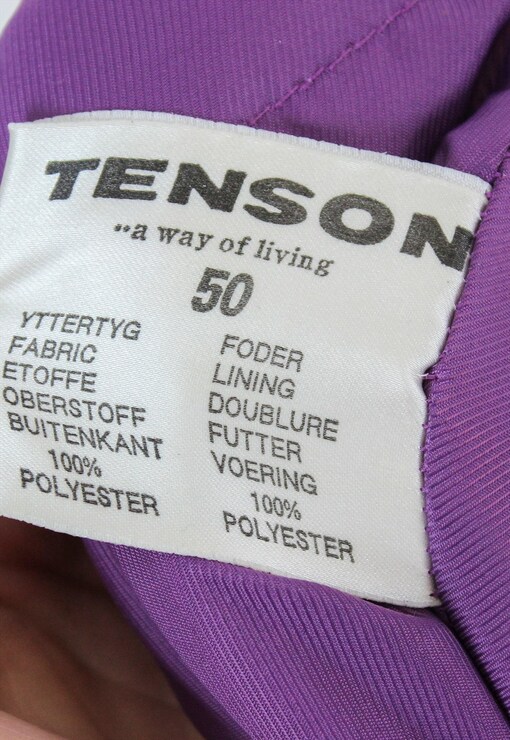 TENSON
..a way of living
50
YTTERTYG
FABRIC
ETOFFE
OBERSTOFF
BUITENKANT
100%
POLYESTER
FODER
LINING
DOUBLURE
FUTTER
VOERING
100%
POLYESTER